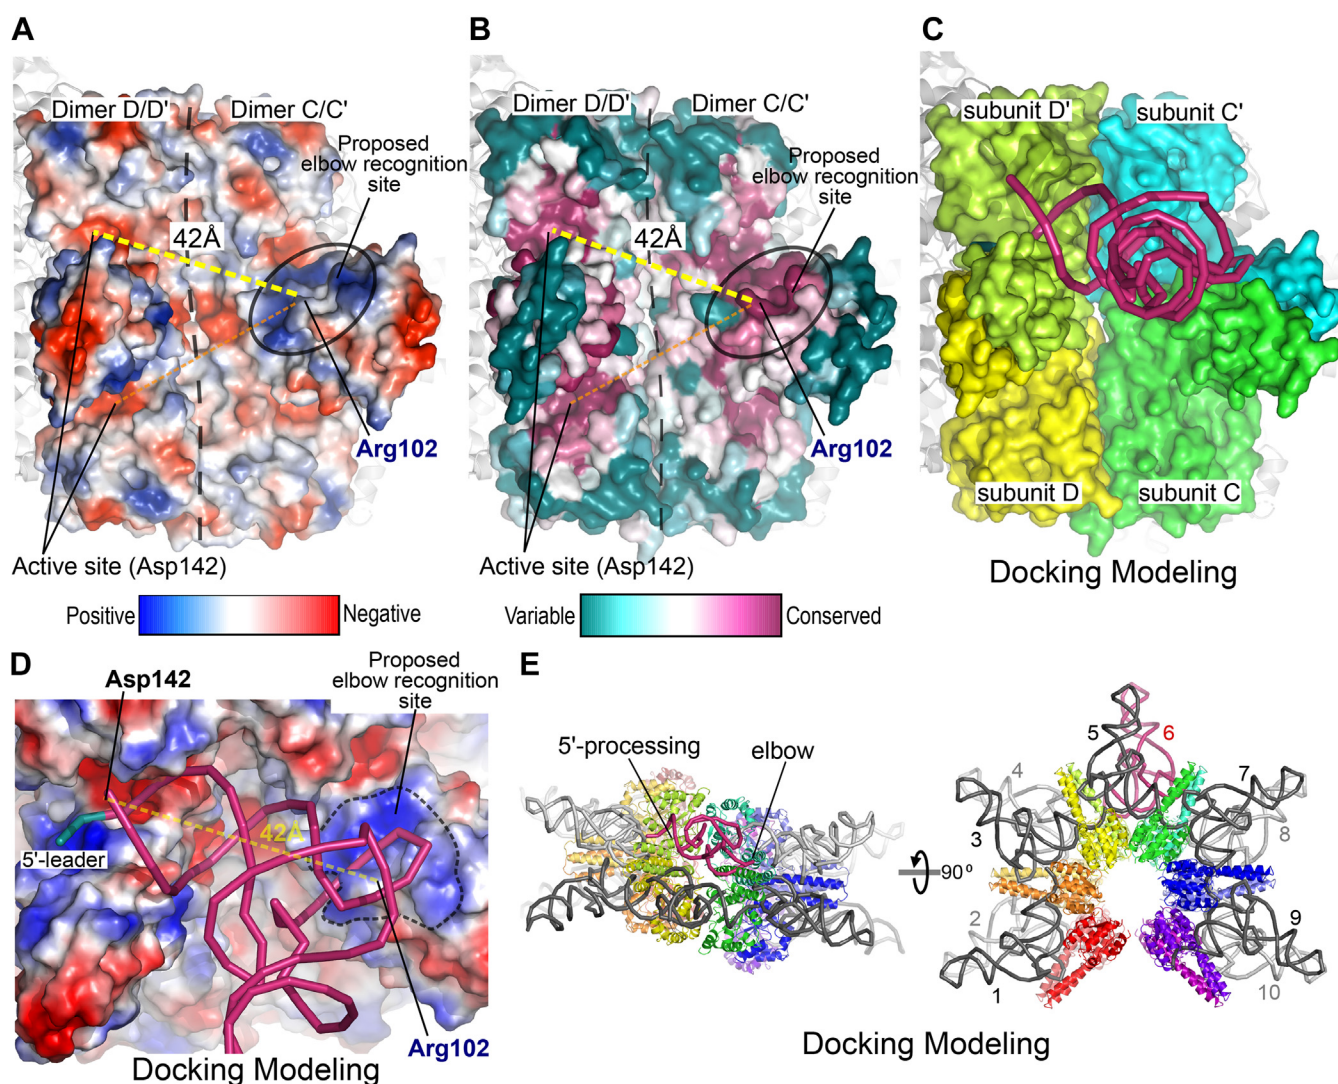 A
Dimer D/D'
Dimer C/C'
Proposed
elbow recognition
site
42Å
Arg102
Active site (Asp142)
Positive
Negative
B
Dimer D/D'
Dimer C/C'
Proposed
elbow recognition
site
42Å
Arg102
Active site (Asp142)
Variable
Conserved
C
subunit D'
subunit C'
subunit D
subunit C
Docking Modeling
D
Asp142
Proposed
elbow recognition
site
42Å
5'-leader
Arg102
Docking Modeling
E
5'-processing
elbow
90°
5
6
4
7
3
8
2
9
1
10
Docking Modeling